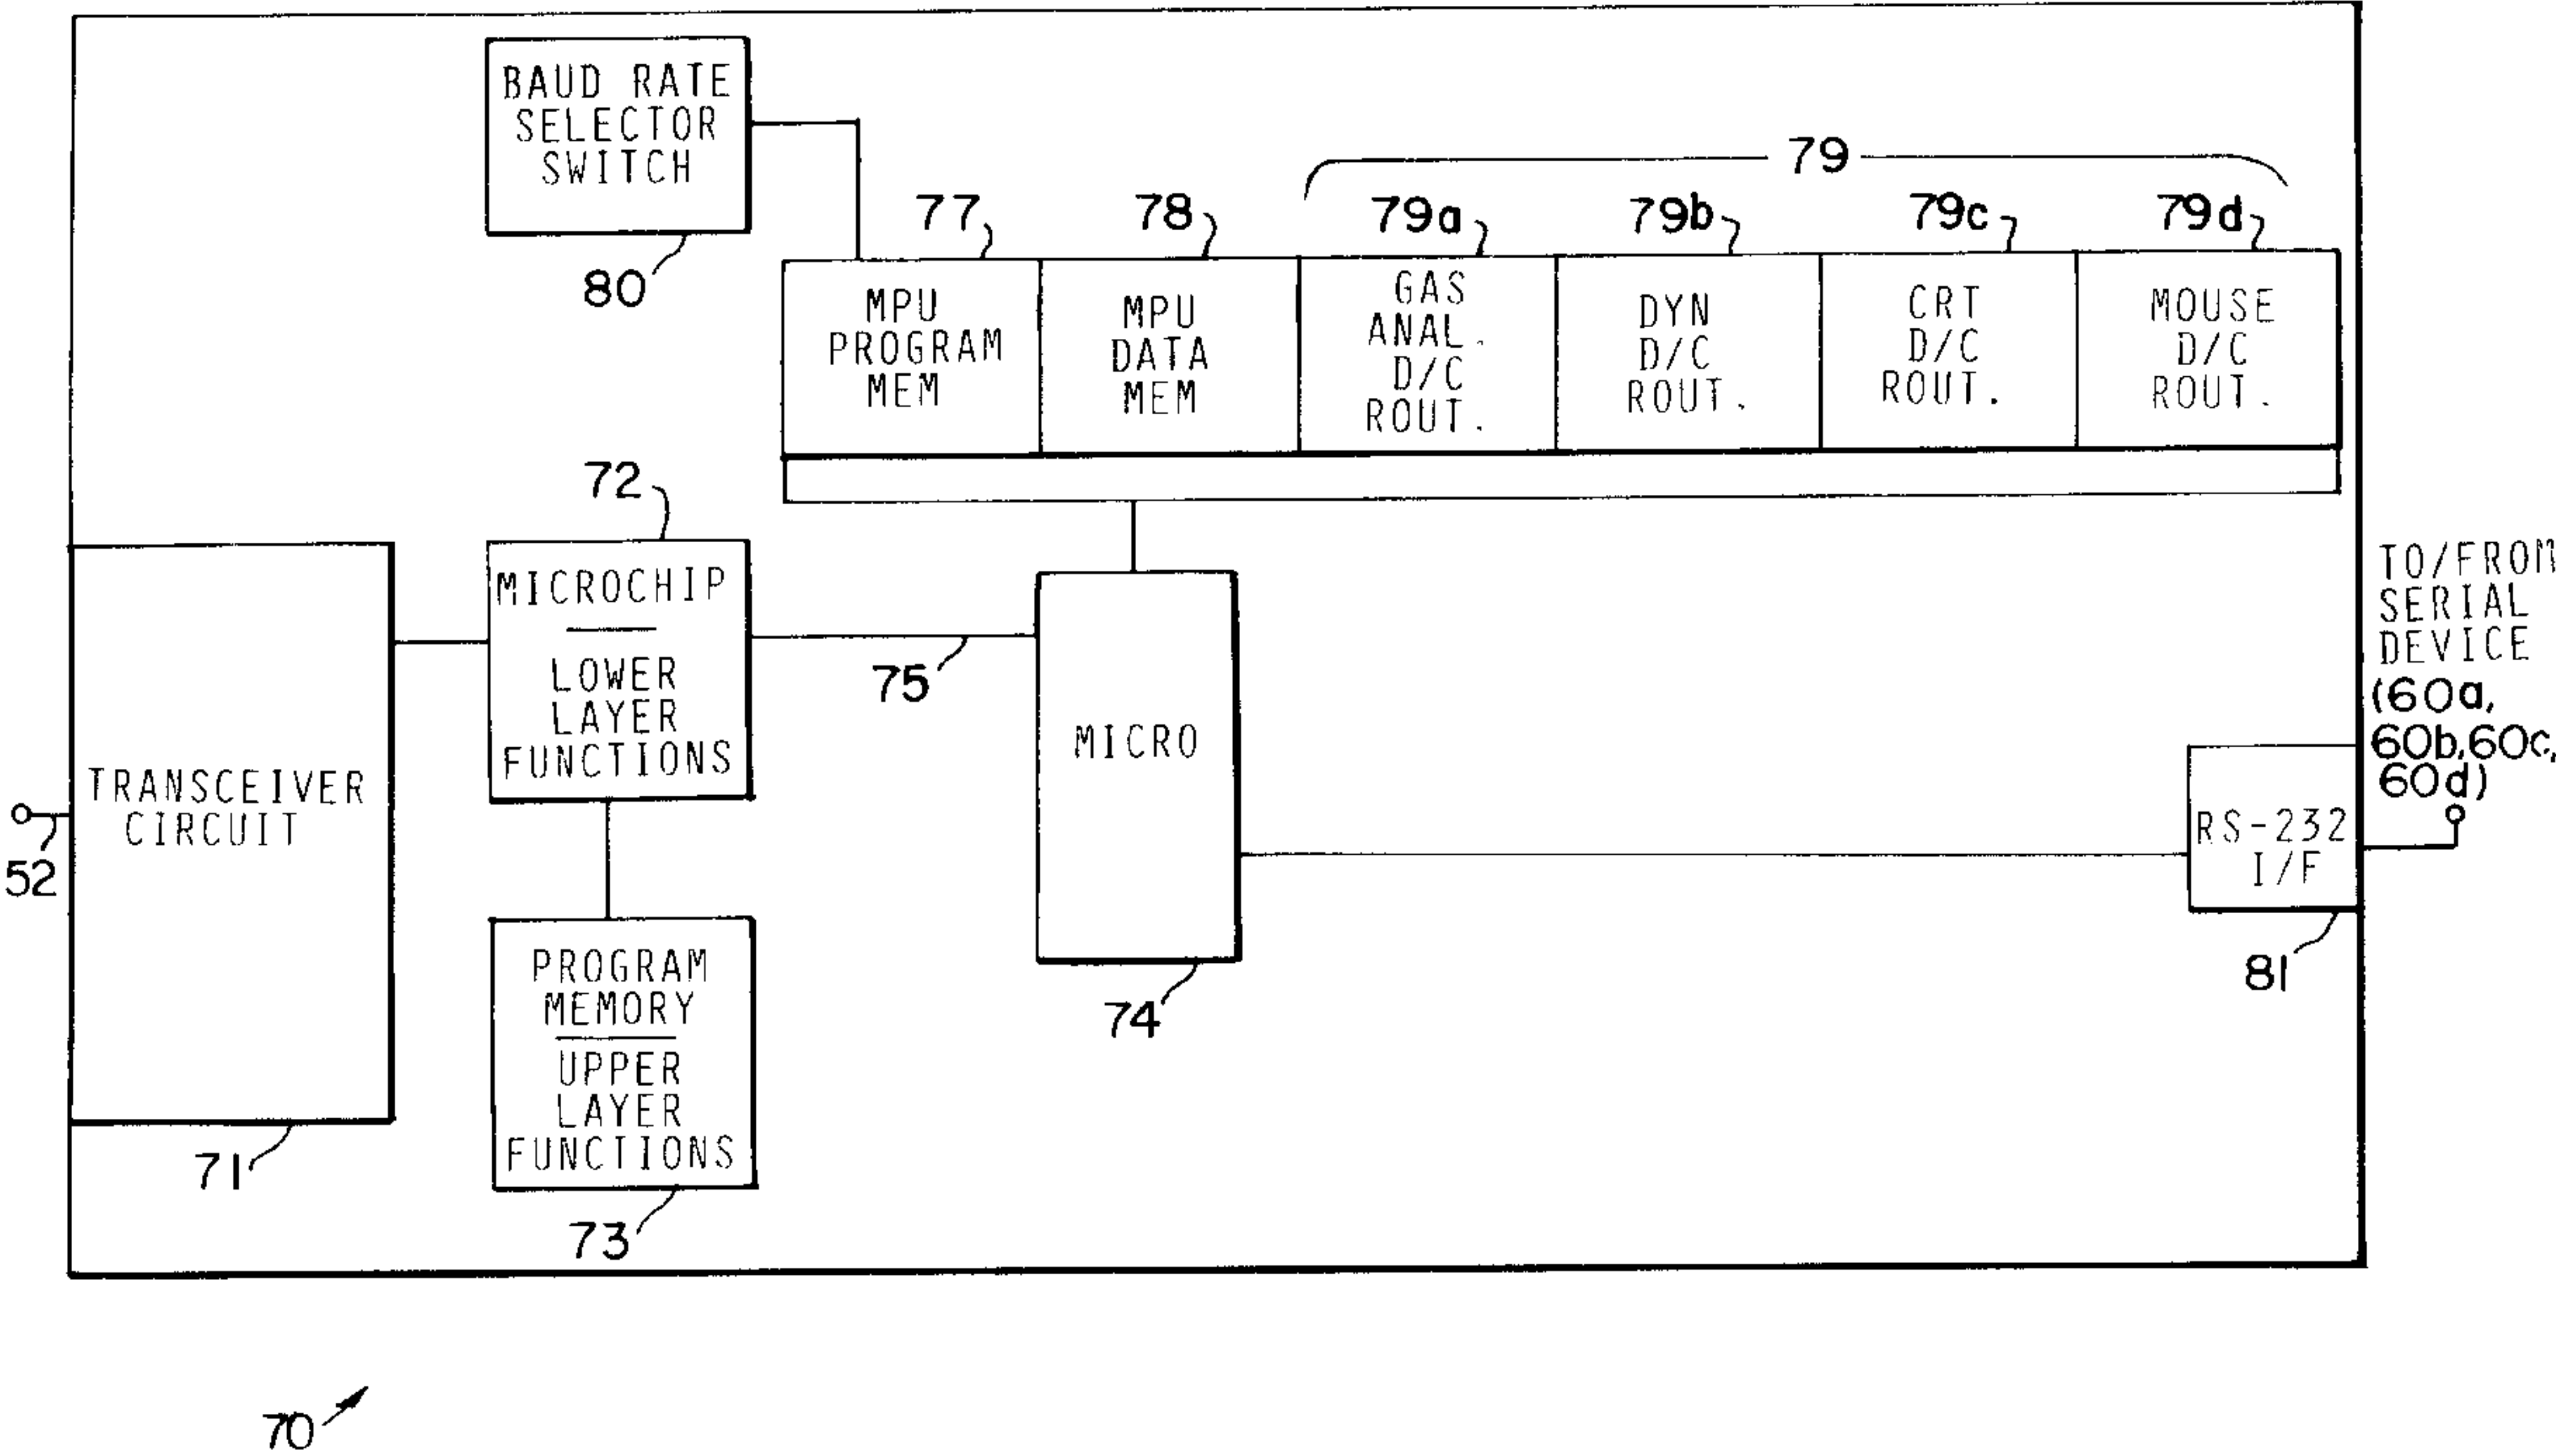 BAUD RATE
SELECTOR
SWITCH
80
79
77
78
79a
79b
79c
79d
MPU
PROGRAM
MEM
MPU
DATA
MEM
GAS
ANAL.
D/C
ROUT.
DYN
D/C
ROUT.
CRT
D/C
ROUT.
MOUSE
D/C
ROUT.
72
MICROCHIP
LOWER
LAYER
FUNCTIONS
75
MICRO
74
TO/FROM
SERIAL
DEVICE
(60a,
60b,60c,
60d)
RS-232
I/F
81
TRANSCEIVER
CIRCUIT
52
71
PROGRAM
MEMORY
UPPER
LAYER
FUNCTIONS
73
70